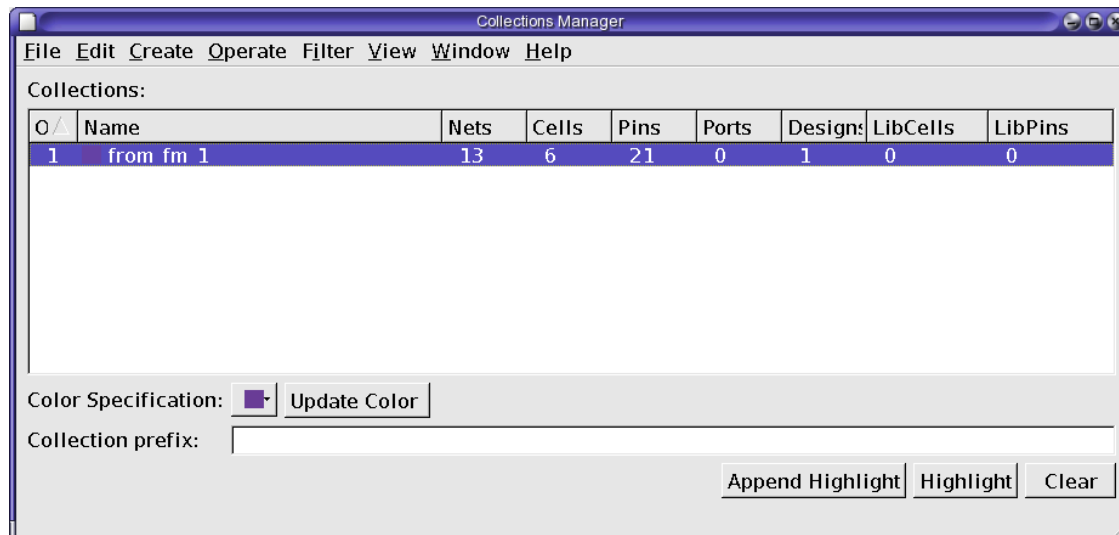 Collections Manager
File Edit Create Operate Filter View Window Help
Collections:
O Name Nets Cells Pins Ports Designs LibCells LibPins
1 from fm 1 13 6 21 0 1 0 0
Color Specification: Update Color
Collection prefix:
Append Highlight Highlight Clear